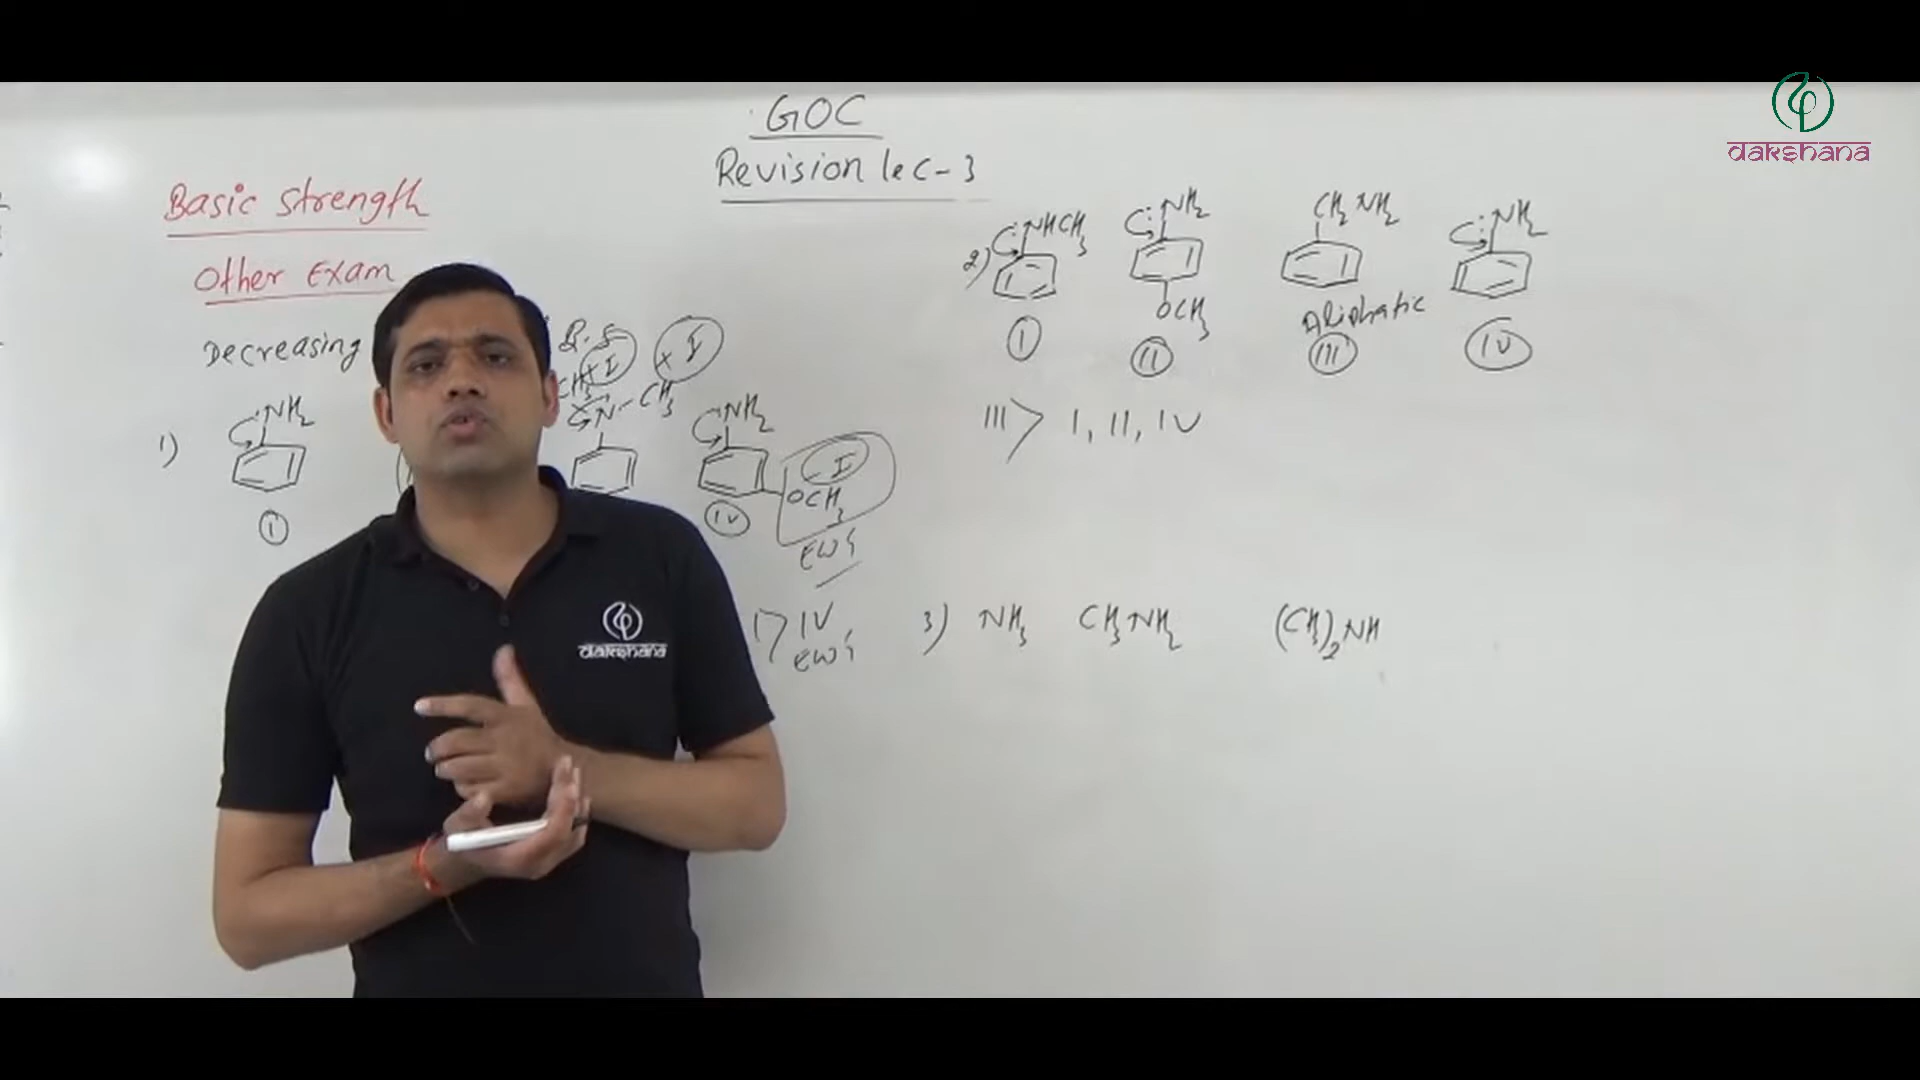 GOC
Revision lec-3
dakshana
Basic strength
Other Exam
Decreasing B.S
1)
:NH2
I
CH3 +I
+I
N-CH3
NH2
OCH3
-I
IV
EWG
I > IV
EWG
2)
:NHCH3
I
:NH2
OCH3
II
CH2NH2
Aliphatic
III
:NH2
IV
III > I, II, IV
3) NH3 CH3NH2 (CH3)2NH
dakshana